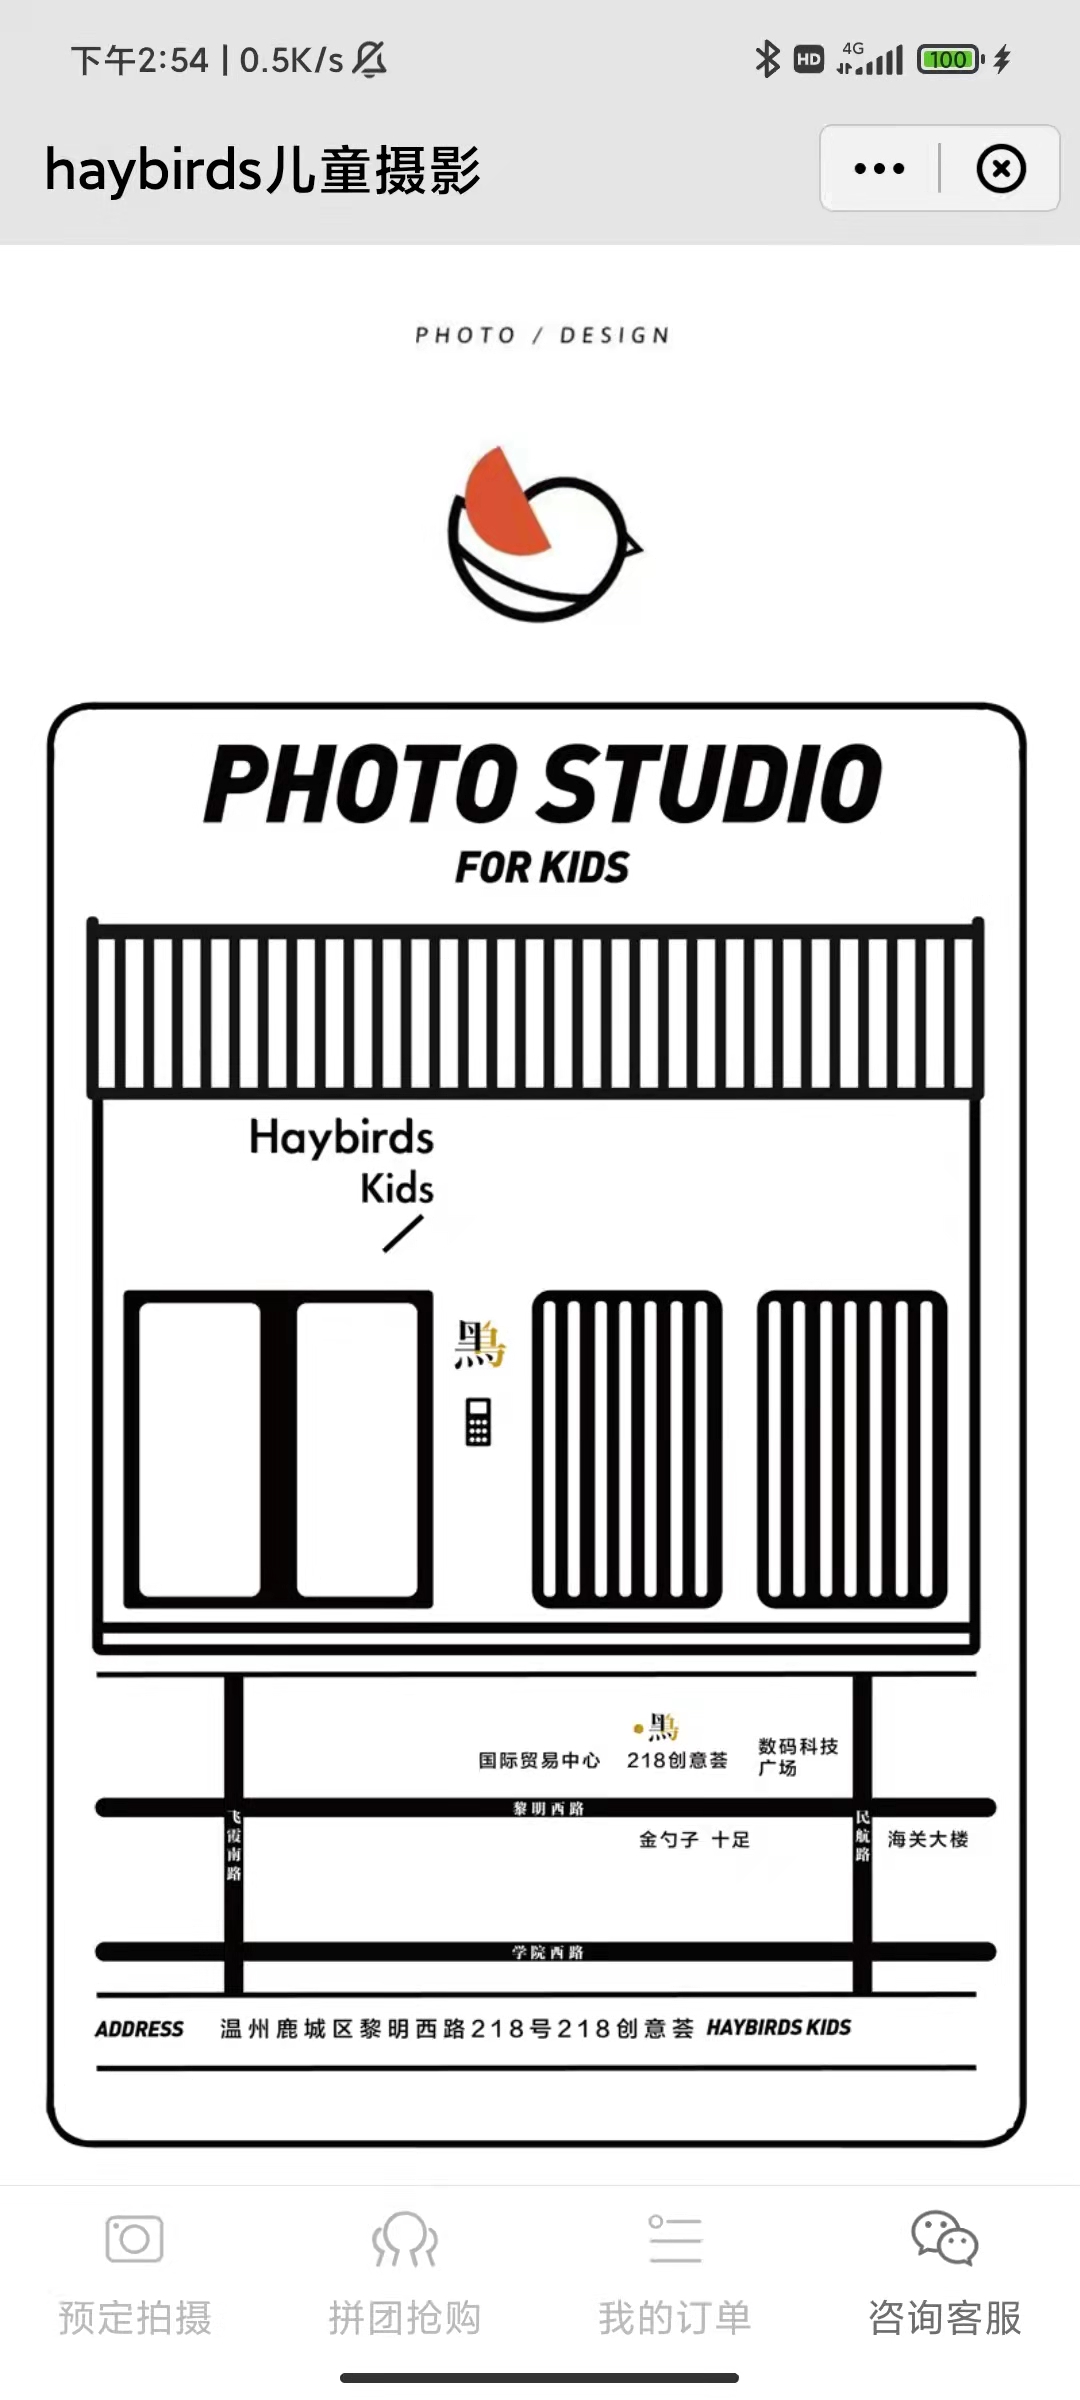 下午2:54 | 0.5K/s
HD
4G
100
haybirds儿童摄影
PHOTO / DESIGN
PHOTO STUDIO
FOR KIDS
Haybirds
Kids
国际贸易中心
218创意荟
数码科技
广场
黎明西路
飞霞南路
民航路
金勺子 十足
海关大楼
学院西路
ADDRESS 温州鹿城区黎明西路218号218创意荟 HAYBIRDS KIDS
预定拍摄
拼团抢购
我的订单
咨询客服